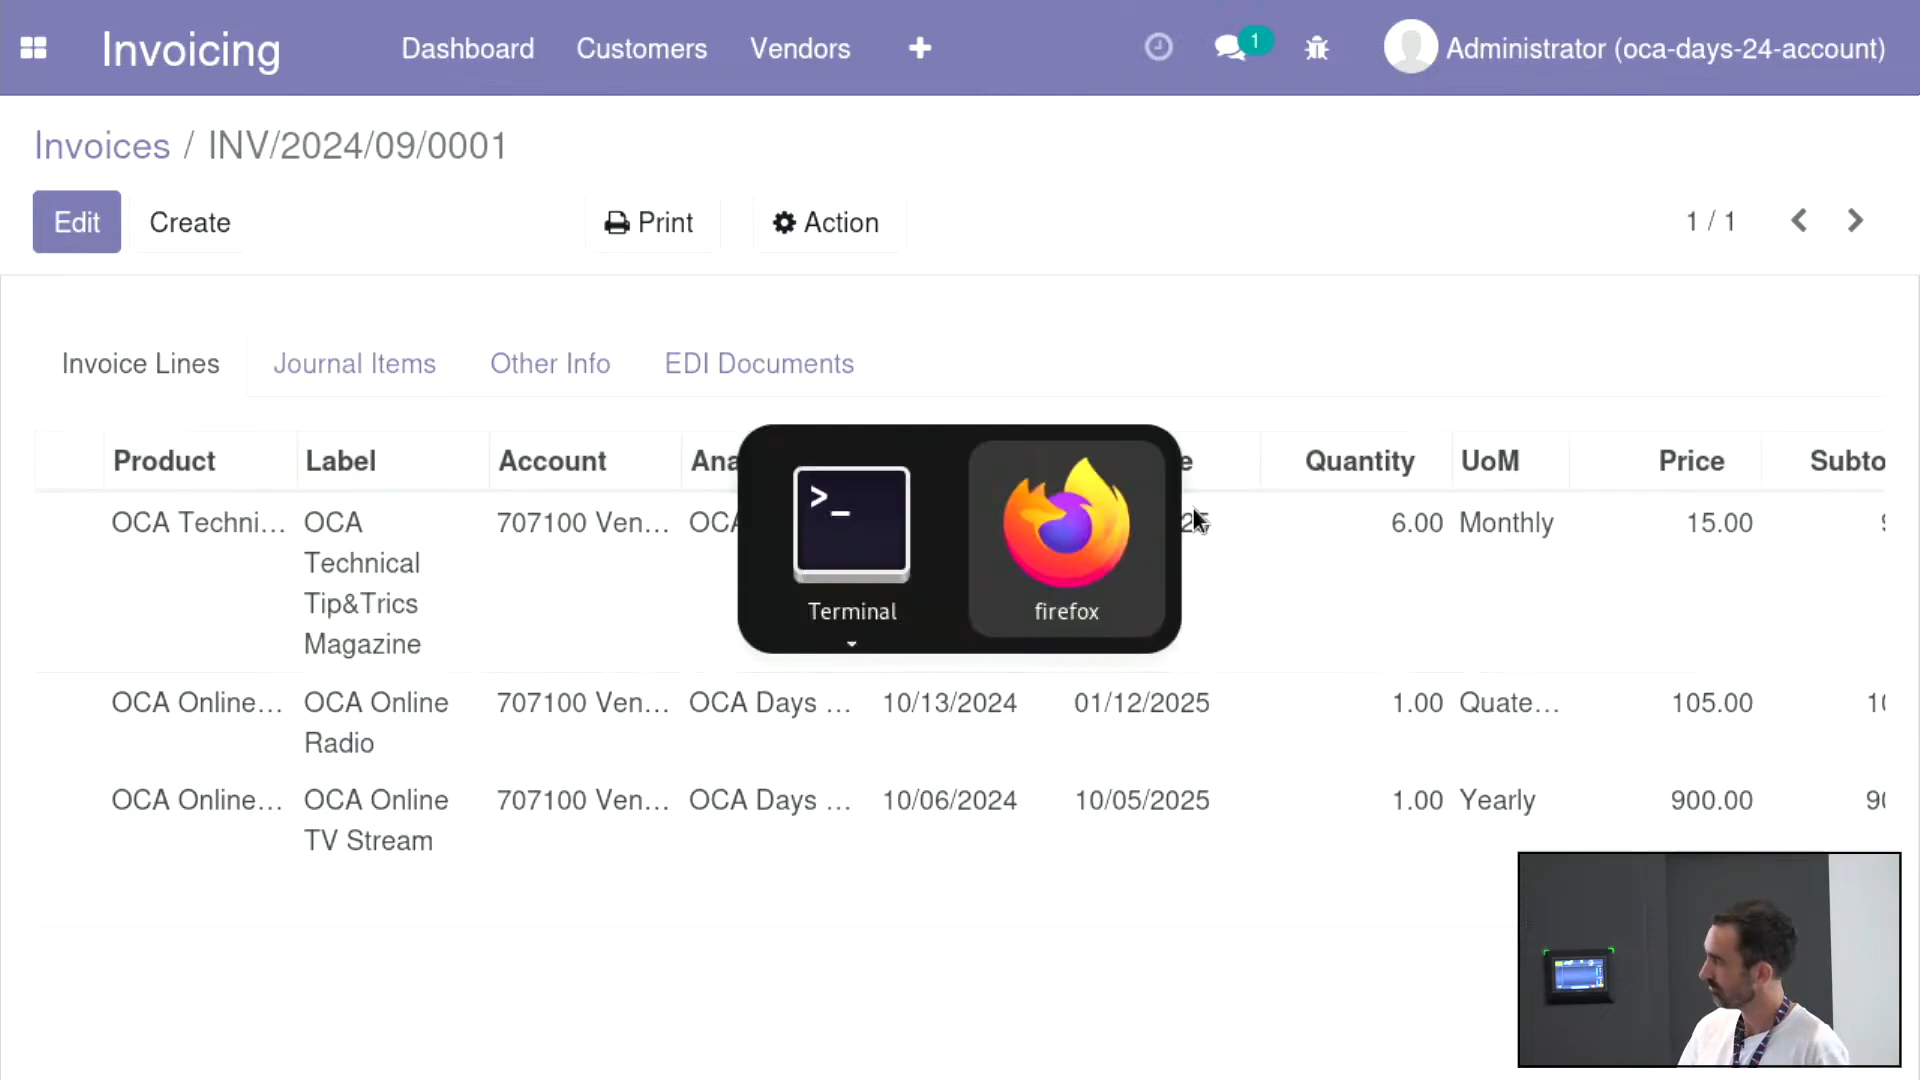 Invoicing Dashboard Customers Vendors 1 Administrator (oca-days-24-account)
Invoices / INV/2024/09/0001
Edit Create Print Action 1 / 1
Invoice Lines Journal Items Other Info EDI Documents
Product Label Account Ana e Quantity UoM Price Subto
OCA Techni... OCA 707100 Ven... OCA 6.00 Monthly 15.00
Technical
Tip&Trics
Magazine
>_
Terminal firefox
OCA Online... OCA Online 707100 Ven... OCA Days ... 10/13/2024 01/12/2025 1.00 Quate... 105.00 10
Radio
OCA Online... OCA Online 707100 Ven... OCA Days ... 10/06/2024 10/05/2025 1.00 Yearly 900.00 90
TV Stream